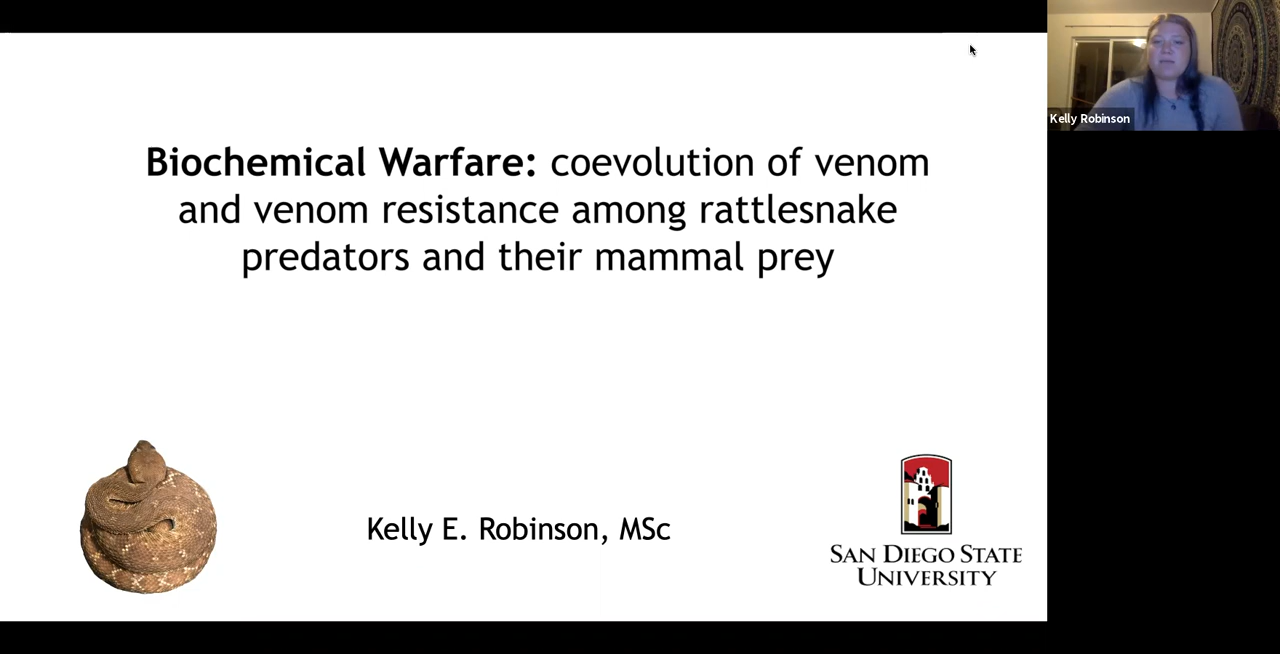 Biochemical Warfare: coevolution of venom
and venom resistance among rattlesnake
predators and their mammal prey
Kelly E. Robinson, MSc
SAN DIEGO STATE
UNIVERSITY
Kelly Robinson